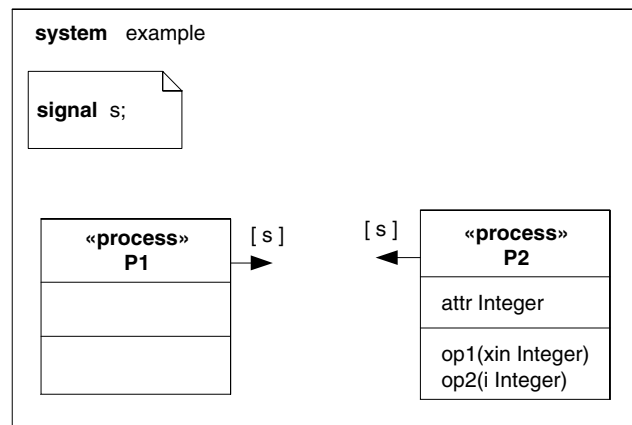 system example
signal s;
«process»
P1
[ s ]
[ s ]
«process»
P2
attr Integer
op1(xin Integer)
op2(i Integer)